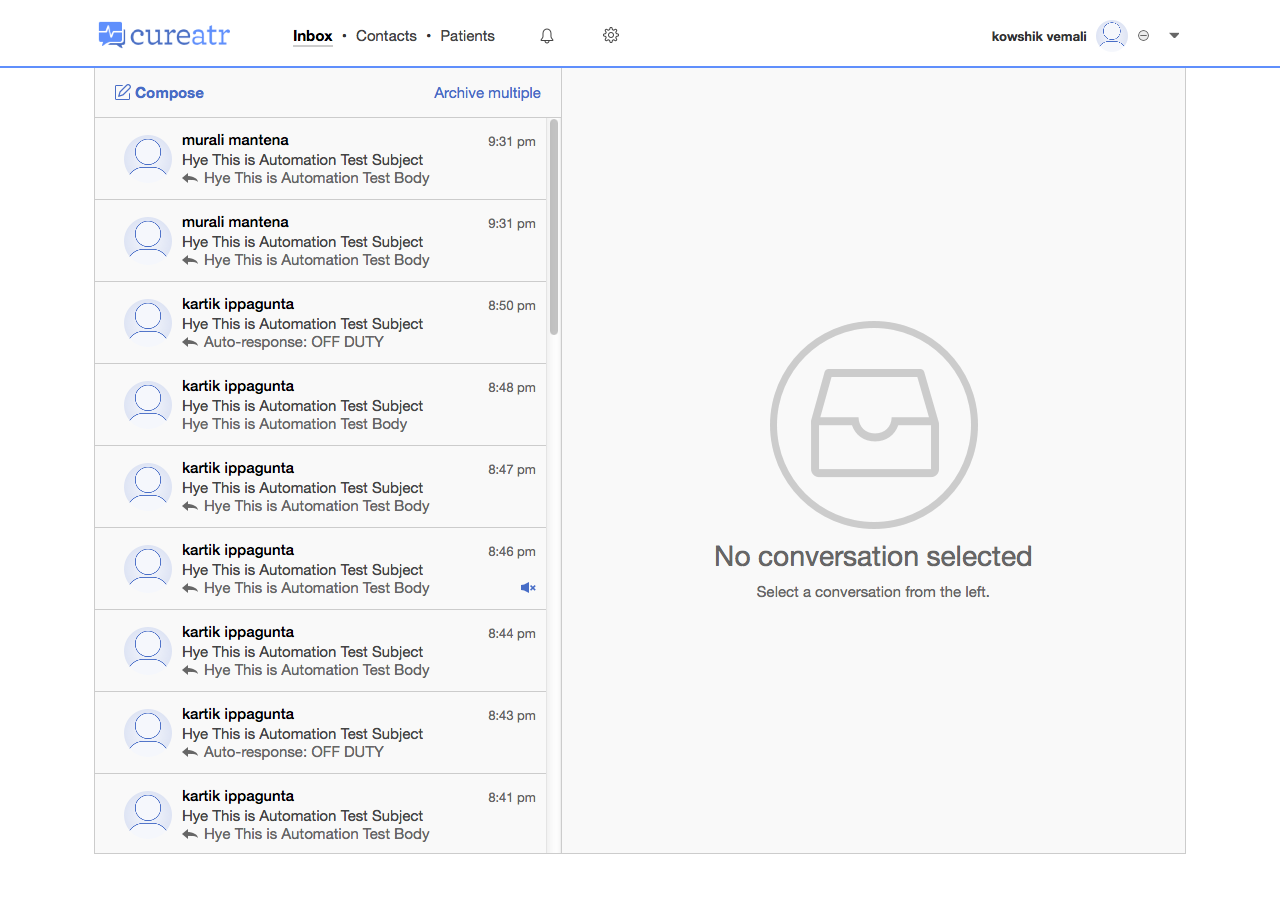 cureatr
Inbox • Contacts • Patients
kowshik vemali
Compose
Archive multiple
murali mantena
9:31 pm
Hye This is Automation Test Subject
Hye This is Automation Test Body
murali mantena
9:31 pm
Hye This is Automation Test Subject
Hye This is Automation Test Body
kartik ippagunta
8:50 pm
Hye This is Automation Test Subject
Auto-response: OFF DUTY
kartik ippagunta
8:48 pm
Hye This is Automation Test Subject
Hye This is Automation Test Body
kartik ippagunta
8:47 pm
Hye This is Automation Test Subject
Hye This is Automation Test Body
kartik ippagunta
8:46 pm
Hye This is Automation Test Subject
Hye This is Automation Test Body
kartik ippagunta
8:44 pm
Hye This is Automation Test Subject
Hye This is Automation Test Body
kartik ippagunta
8:43 pm
Hye This is Automation Test Subject
Auto-response: OFF DUTY
kartik ippagunta
8:41 pm
Hye This is Automation Test Subject
Hye This is Automation Test Body
No conversation selected
Select a conversation from the left.